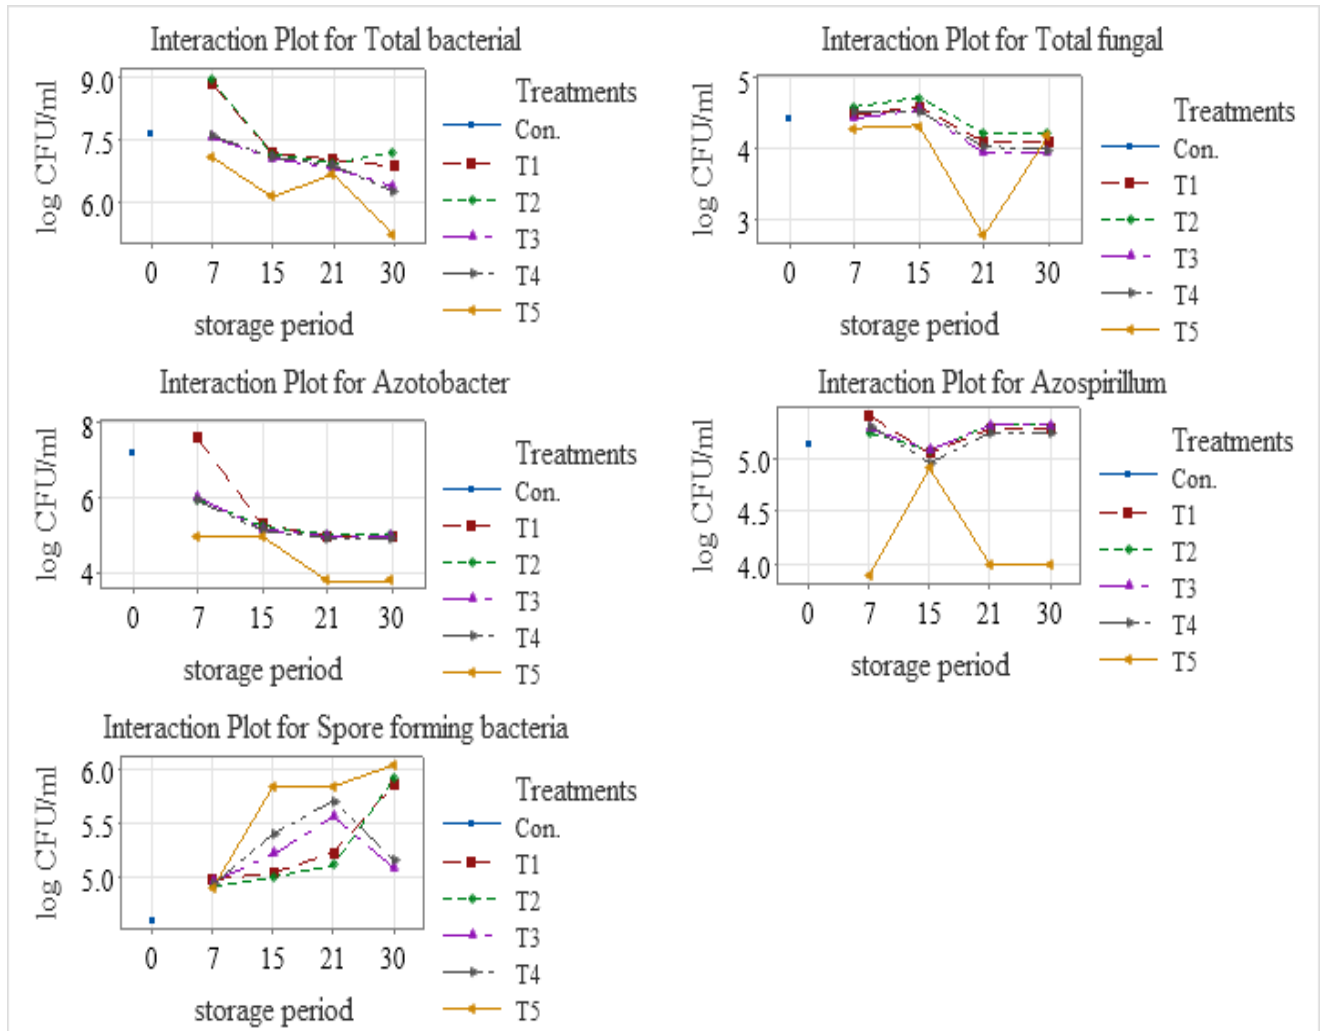 Interaction Plot for Total bacterial
log CFU/ml
9.0
7.5
6.0
0 7 15 21 30
storage period
Treatments
Con.
T1
T2
T3
T4
T5
Interaction Plot for Total fungal
log CFU/ml
5
4
3
0 7 15 21 30
storage period
Treatments
Con.
T1
T2
T3
T4
T5
Interaction Plot for Azotobacter
log CFU/ml
8
6
4
0 7 15 21 30
storage period
Treatments
Con.
T1
T2
T3
T4
T5
Interaction Plot for Azospirillum
log CFU/ml
5.0
4.5
4.0
0 7 15 21 30
storage period
Treatments
Con.
T1
T2
T3
T4
T5
Interaction Plot for Spore forming bacteria
log CFU/ml
6.0
5.5
5.0
0 7 15 21 30
storage period
Treatments
Con.
T1
T2
T3
T4
T5